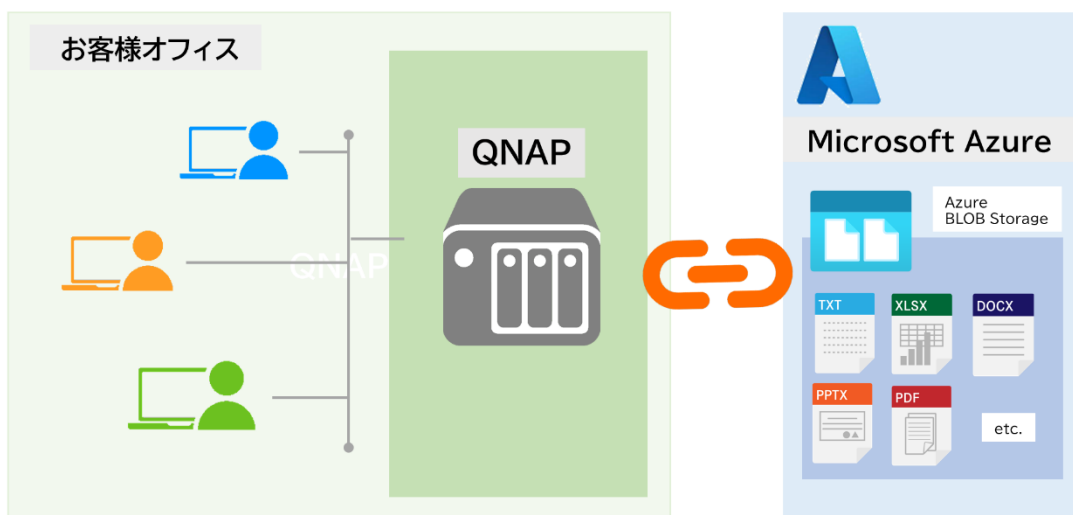 お客様オフィス
QNAP
QNAP
Microsoft Azure
Azure
BLOB Storage
TXT
XLSX
DOCX
PPTX
PDF
etc.